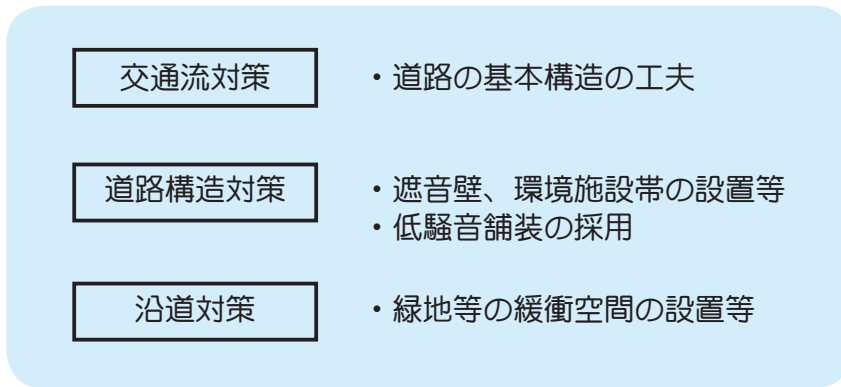 交通流対策 ・道路の基本構造の工夫
道路構造対策 ・遮音壁、環境施設帯の設置等
・低騒音舗装の採用
沿道対策 ・緑地等の緩衝空間の設置等